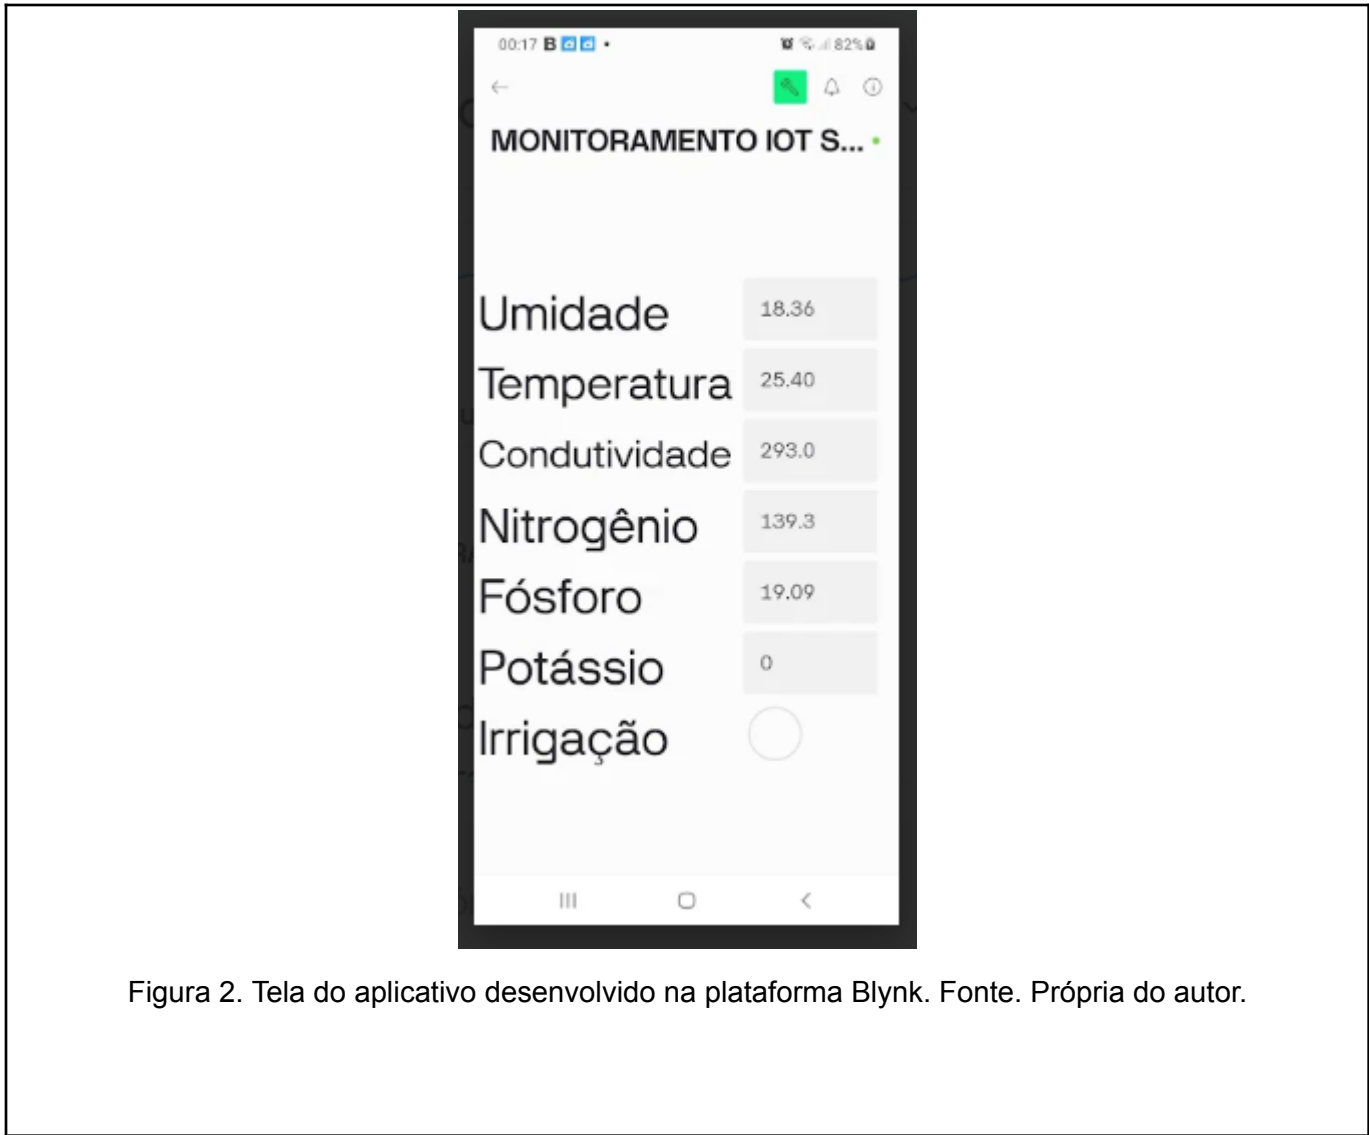 00:17 B 82%
MONITORAMENTO IOT S...
Umidade 18.36
Temperatura 25.40
Condutividade 293.0
Nitrogênio 139.3
Fósforo 19.09
Potássio 0
Irrigação
Figura 2. Tela do aplicativo desenvolvido na plataforma Blynk. Fonte. Própria do autor.